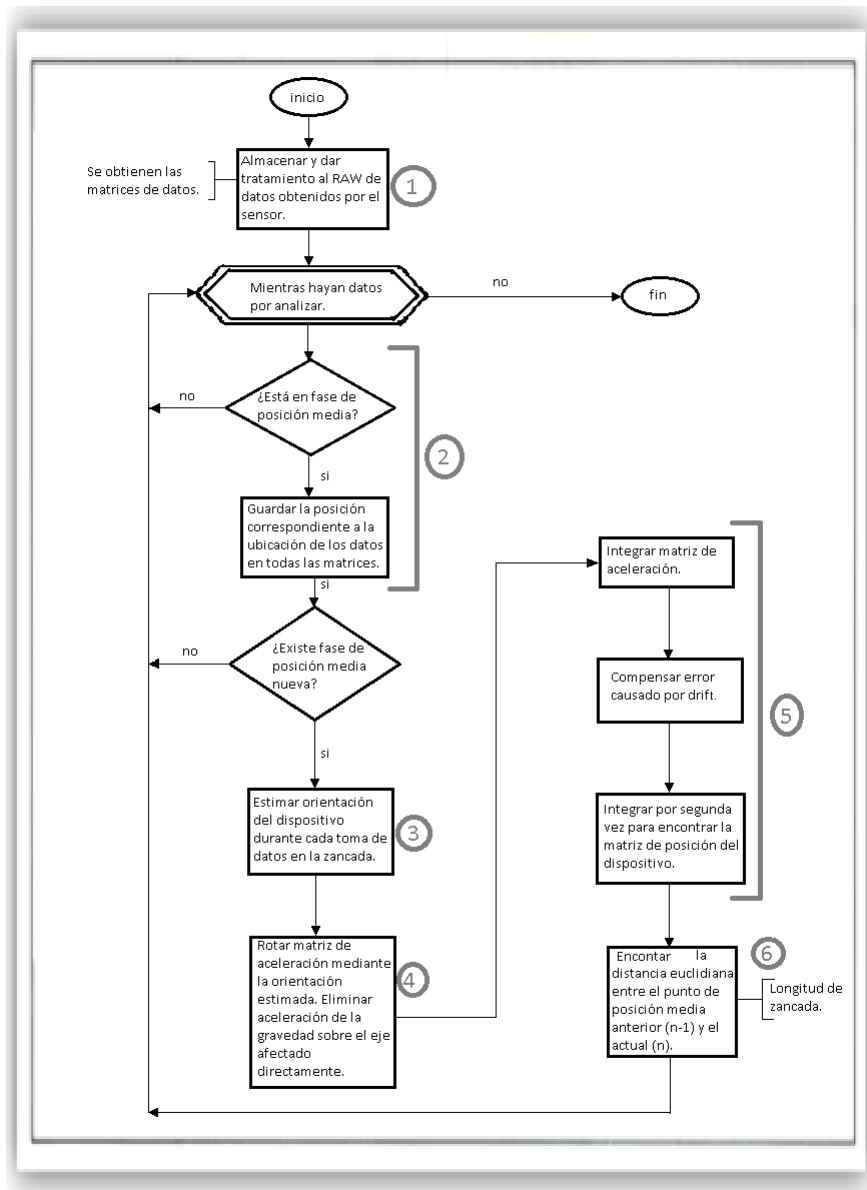 inicio
Se obtienen las
matrices de datos.
Almacenar y dar
tratamiento al RAW de
datos obtenidos por el
sensor.
1
Mientras hayan datos
por analizar.
no
fin
¿Está en fase de
posición media?
no
si
2
Guardar la posición
correspondiente a la
ubicación de los datos
en todas las matrices.
si
¿Existe fase de
posición media
nueva?
no
si
Estimar orientación
del dispositivo
durante cada toma de
datos en la zancada.
3
Rotar matriz de
aceleración mediante
la orientación
estimada. Eliminar
aceleración de la
gravedad sobre el eje
afectado
directamente.
4
Integrar matriz de
aceleración.
Compensar error
causado por drift.
5
Integrar por segunda
vez para encontrar la
matriz de posición del
dispositivo.
Encontar la
distancia euclidiana
entre el punto de
posición media
anterior (n-1) y el
actual (n).
6
Longitud de
zancada.